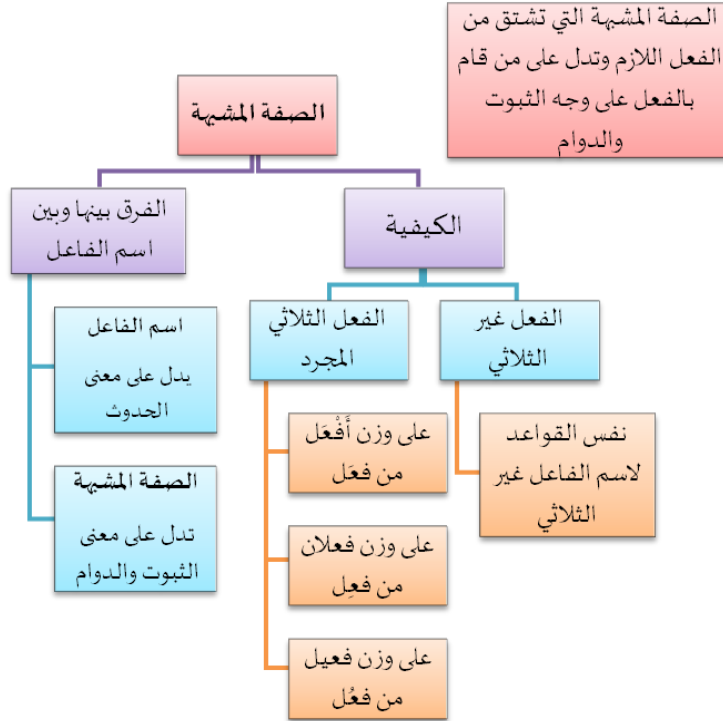 الصفة المشبهة التي تشتق من
الفعل اللازم وتدل على من قام
بالفعل على وجه الثبوت
والدوام
الصفة المشبهة
الكيفية
الفرق بينها وبين
اسم الفاعل
الفعل غير
الثلاثي
الفعل الثلاثي
المجرد
اسم الفاعل
يدل على معنى
الحدوث
نفس القواعد
لاسم الفاعل غير
الثلاثي
على وزن أَفْعَل
من فعَل
الصفة المشبهة
تدل على معنى
الثبوت والدوام
على وزن فعلان
من فعِل
على وزن فعيل
من فعُل